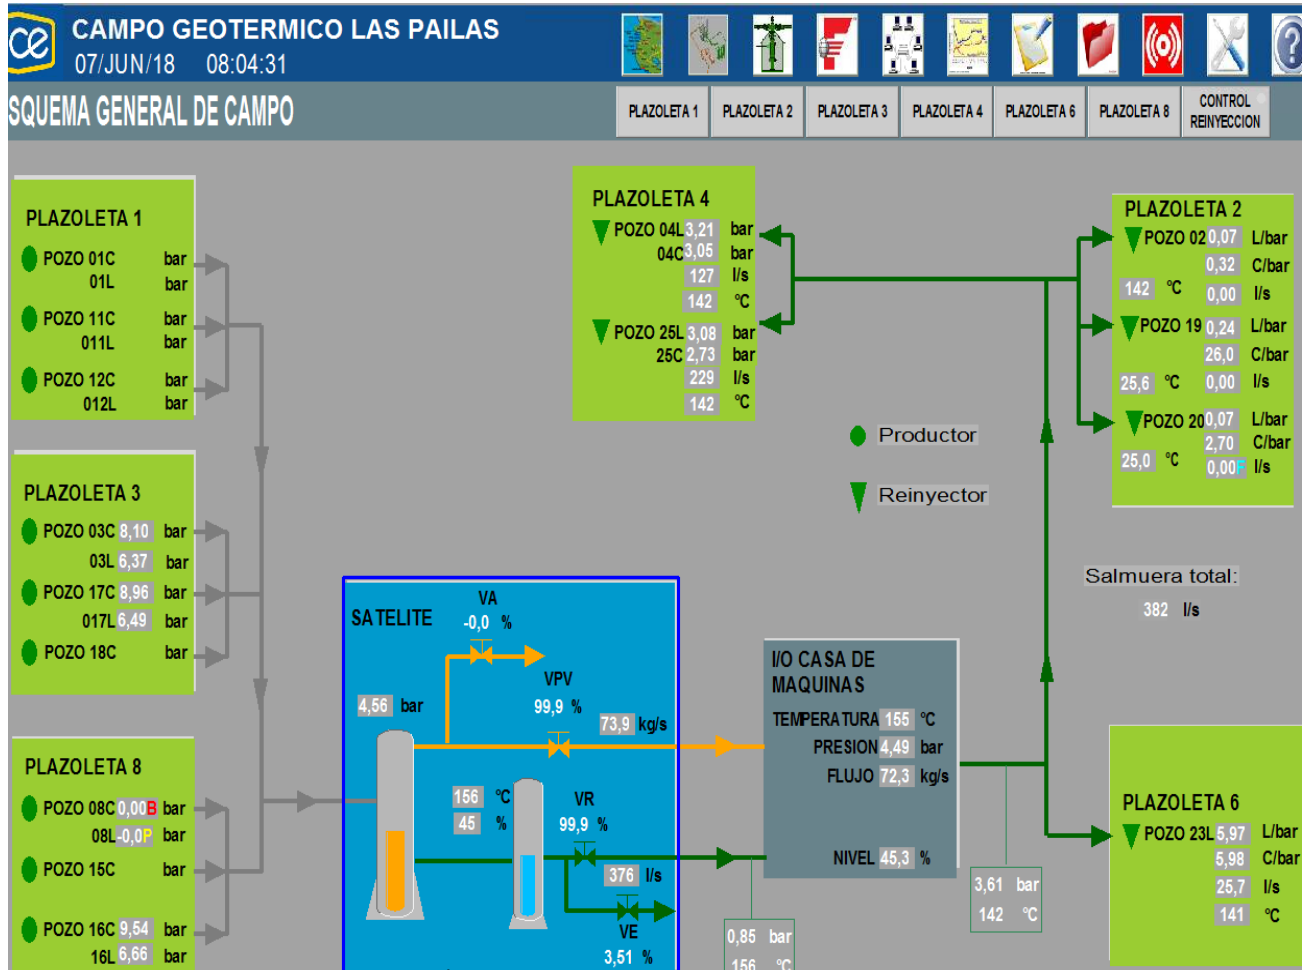 CAMPO GEOTERMICO LAS PAILAS
07/JUN/18 08:04:31
SQUEMA GENERAL DE CAMPO
PLAZOLETA 1
PLAZOLETA 2
PLAZOLETA 3
PLAZOLETA 4
PLAZOLETA 6
PLAZOLETA 8
CONTROL
REINYECCION
PLAZOLETA 1
POZO 01C bar
01L bar
POZO 11C bar
011L bar
POZO 12C bar
012L bar
PLAZOLETA 3
POZO 03C 8,10 bar
03L 6,37 bar
POZO 17C 8,96 bar
017L 6,49 bar
POZO 18C bar
PLAZOLETA 8
POZO 08C 0,00B bar
08L -0,0P bar
POZO 15C bar
POZO 16C 9,54 bar
16L 6,66 bar
PLAZOLETA 4
POZO 04L 3,21 bar
04C 3,05 bar
127 l/s
142 °C
POZO 25L 3,08 bar
25C 2,73 bar
229 l/s
142 °C
Productor
Reinyector
PLAZOLETA 2
POZO 02 0,07 L/bar
0,32 C/bar
142 °C 0,00 l/s
POZO 19 0,24 L/bar
26,0 C/bar
25,6 °C 0,00 l/s
POZO 20 0,07 L/bar
2,70 C/bar
25,0 °C 0,00F l/s
Salmuera total:
382 l/s
SATELITE
VA
-0,0 %
VPV
99,9 %
4,56 bar
73,9 kg/s
156 °C
45 %
VR
99,9 %
376 l/s
VE
3,51 %
I/O CASA DE
MAQUINAS
TEMPERATURA 155 °C
PRESION 4,49 bar
FLUJO 72,3 kg/s
NIVEL 45,3 %
0,85 bar
156 °C
3,61 bar
142 °C
PLAZOLETA 6
POZO 23L 5,97 L/bar
5,98 C/bar
25,7 l/s
141 °C